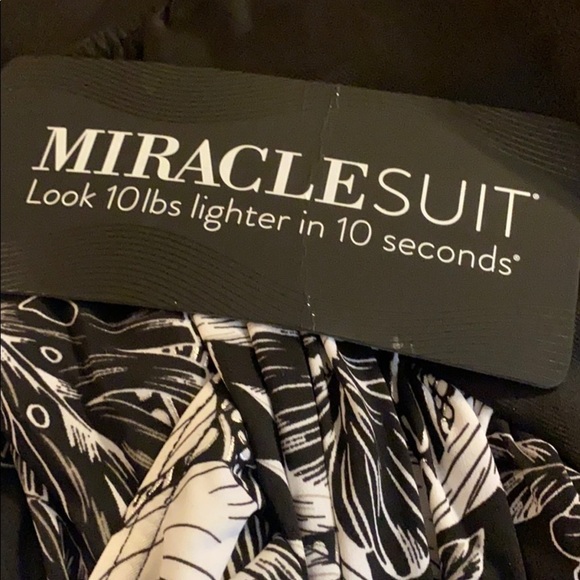 MIRACLESUIT®
Look 10lbs lighter in 10 seconds®